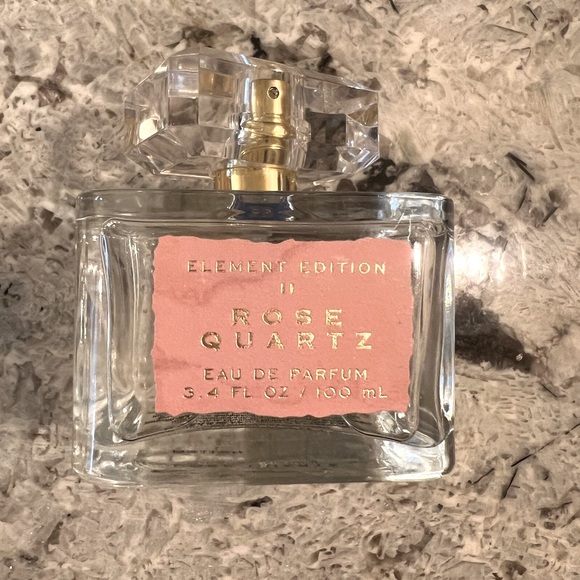 ELEMENT EDITION
II
ROSE
QUARTZ
EAU DE PARFUM
3.4 FL OZ / 100 mL